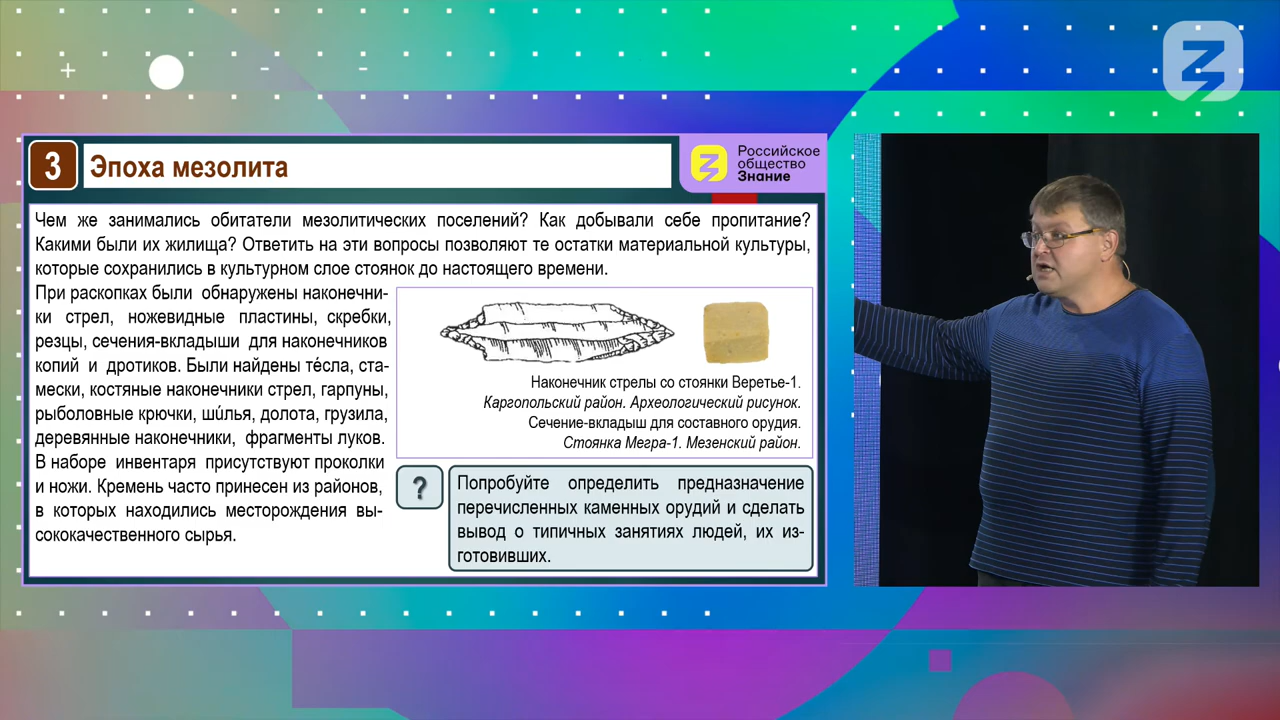 3
Эпоха мезолита
Российское
общество
Знание
Чем же занимались обитатели мезолитических поселений? Как добывали себе пропитание?
Какими были их жилища? Ответить на эти вопросы позволяют те остатки материальной культуры,
которые сохранились в культурном слое стоянок до настоящего времени.
При раскопках были обнаружены наконечни-
ки стрел, ножевидные пластины, скребки,
резцы, сечения-вкладыши для наконечников
копий и дротиков. Были найдены тéсла, ста-
мески, костяные наконечники стрел, гарпуны,
рыболовные крючки, шúлья, долота, грузила,
деревянные наконечники, фрагменты луков.
В наборе инвентаря присутствуют проколки
и ножи. Кремень часто принесен из районов,
в которых находились месторождения вы-
сококачественного сырья.
Наконечник стрелы со стоянки Веретье-1.
Каргопольский район. Археологический рисунок.
Сечение-вкладыш для составного орудия.
Стоянка Мегра-1. Мезенский район.
?
Попробуйте определить предназначение
перечисленных каменных орудий и сделать
вывод о типичных занятиях людей, их из-
готовивших.